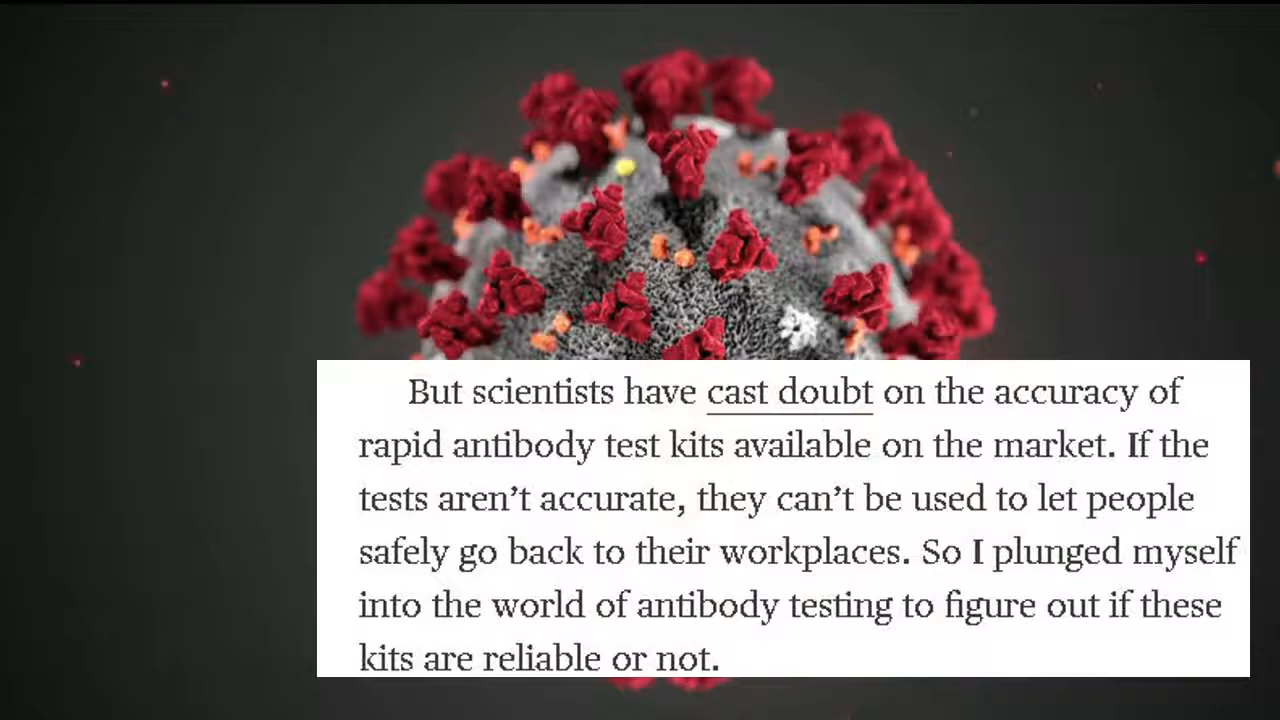 But scientists have cast doubt on the accuracy of
rapid antibody test kits available on the market. If the
tests aren’t accurate, they can’t be used to let people
safely go back to their workplaces. So I plunged myself
into the world of antibody testing to figure out if these
kits are reliable or not.